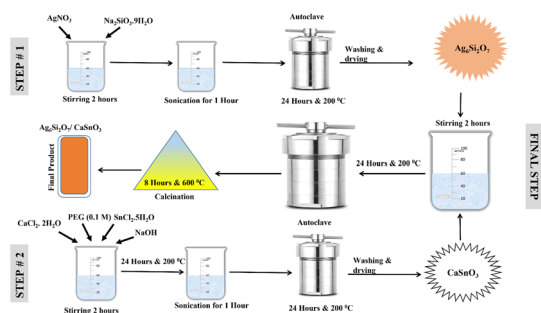 STEP # 1
AgNO₃
Na₂SiO₃.9H₂O
Stirring 2 hours
Sonication for 1 Hour
Autoclave
24 Hours & 200 ⁰C
Washing &
drying
Ag₆Si₂O₇
Stirring 2 hours
FINAL STEP
24 Hours & 200 ⁰C
8 Hours & 600 ⁰C
Calcination
Ag₆Si₂O₇/ CaSnO₃
Final Product
STEP # 2
CaCl₂. 2H₂O
PEG (0.1 M)
SnCl₂.5H₂O
NaOH
Stirring 2 hours
24 Hours & 200 ⁰C
Sonication for 1 Hour
Autoclave
24 Hours & 200 ⁰C
Washing &
drying
CaSnO₃